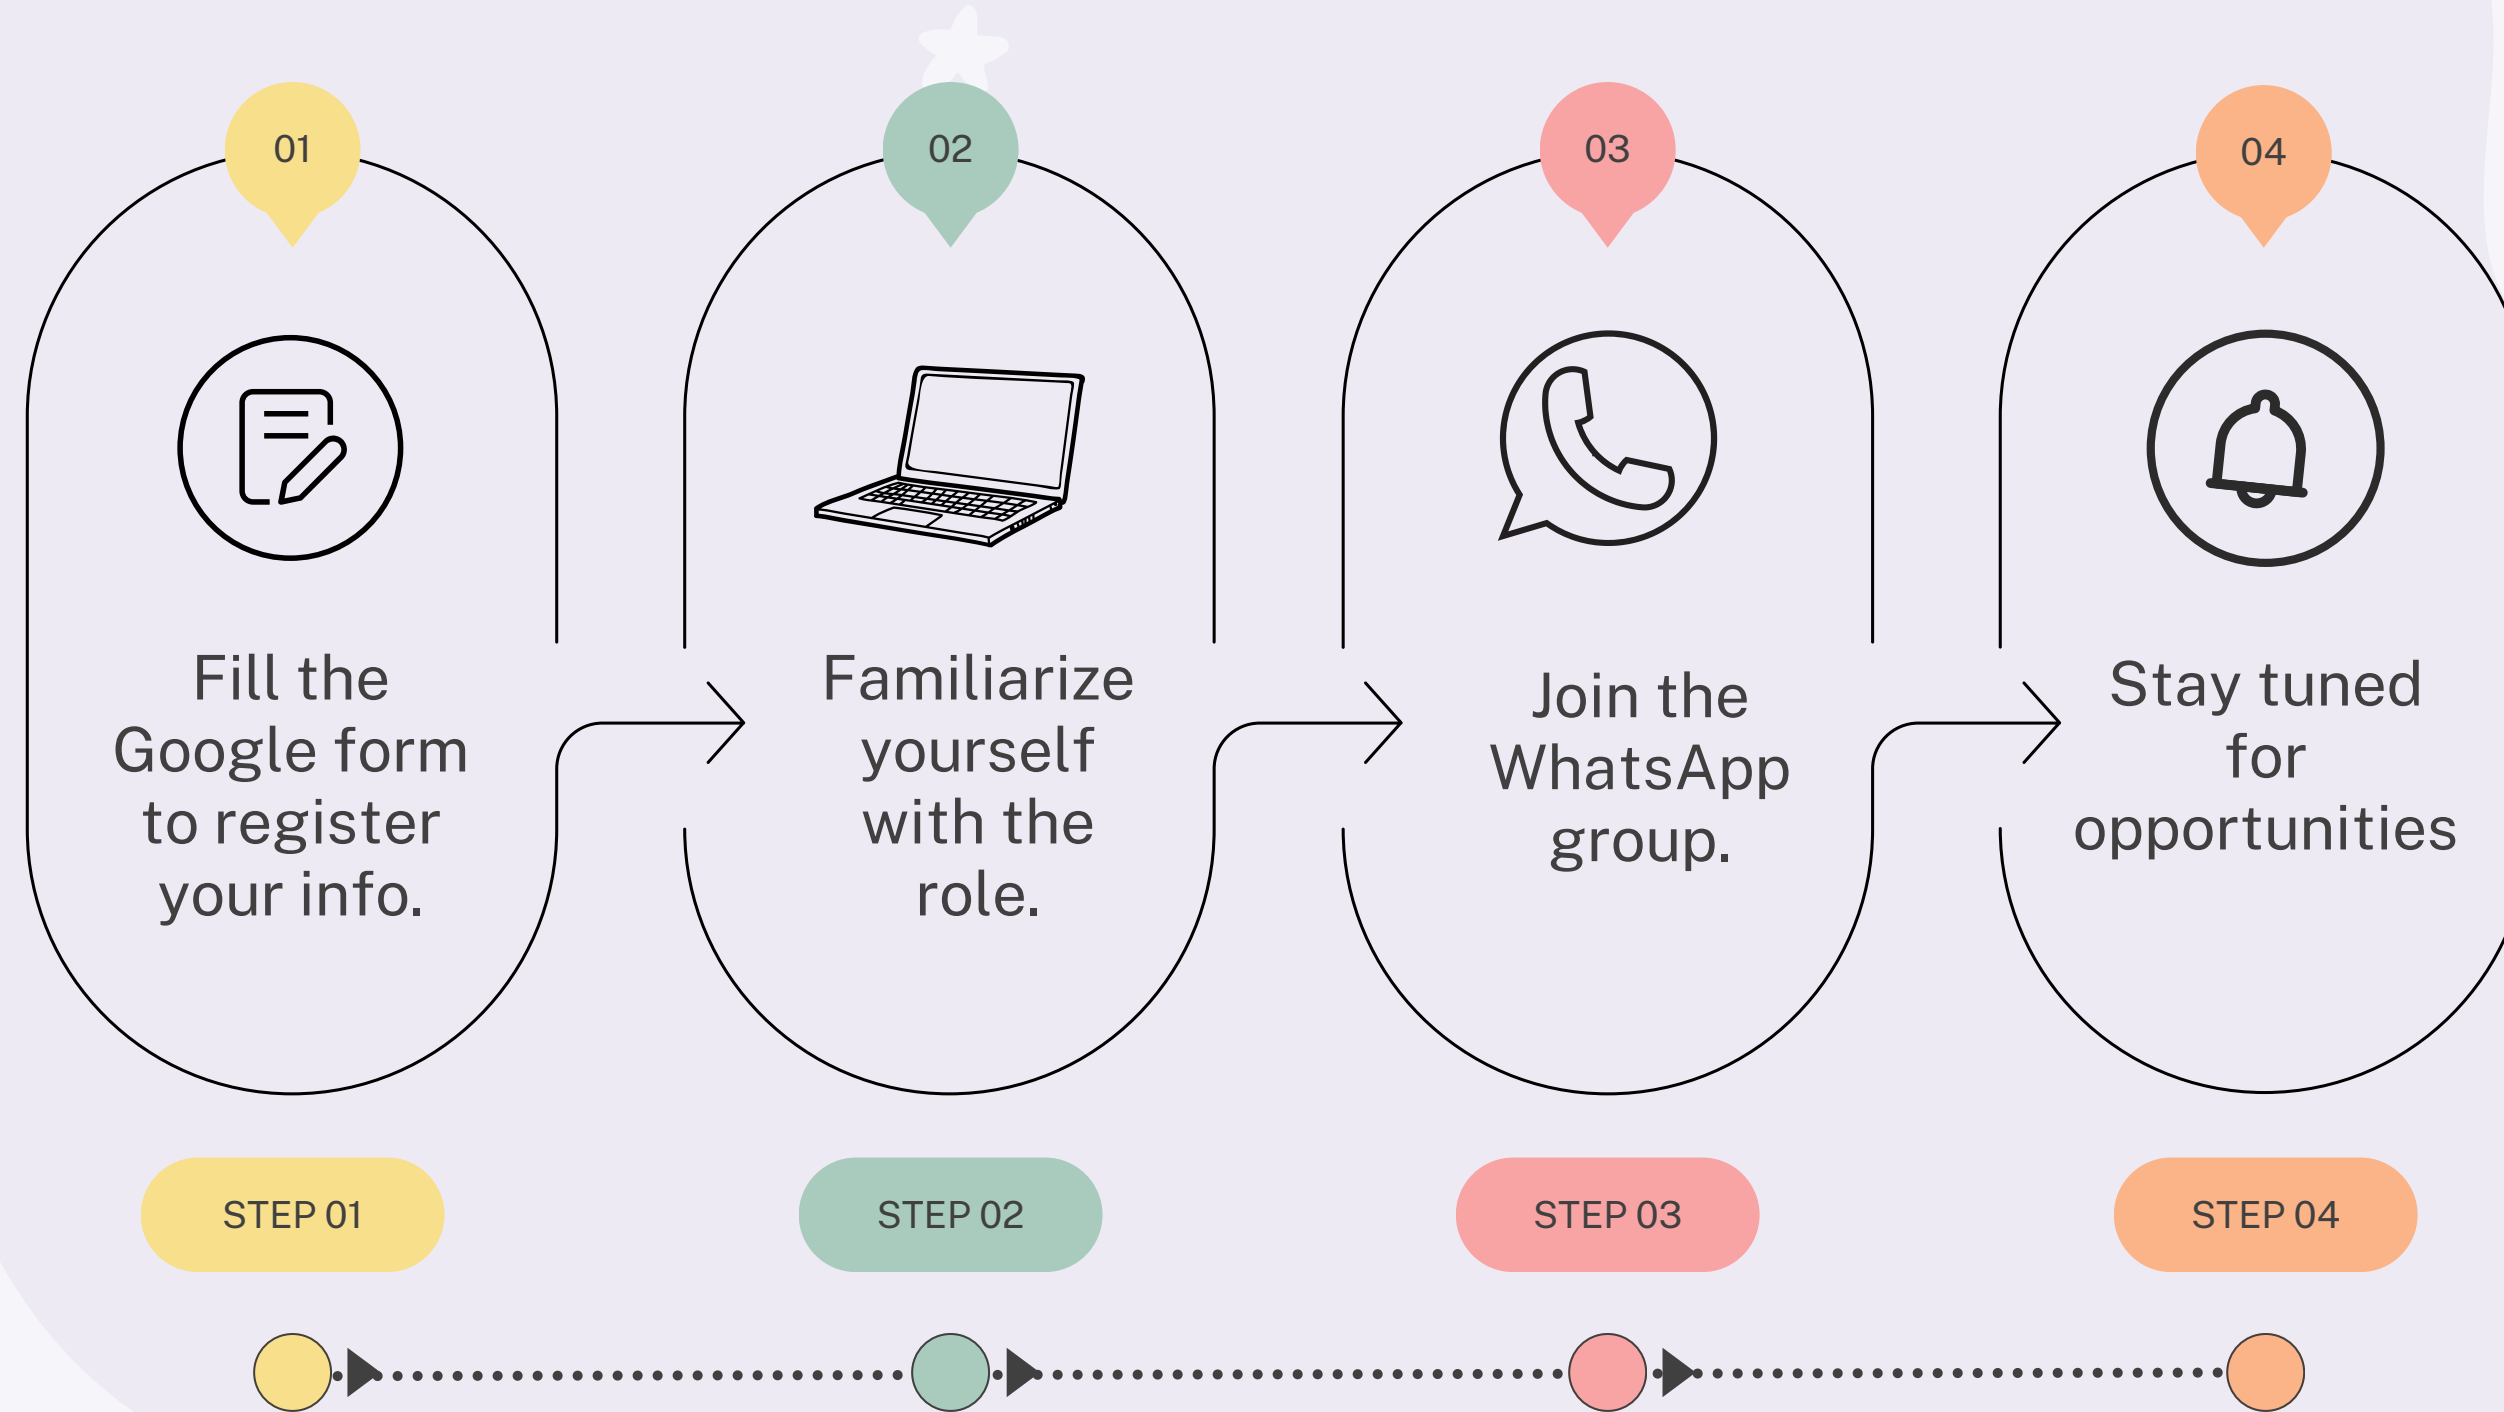 01
Fill the
Google form
to register
your info.
STEP 01
02
Familiarize
yourself
with the
role.
STEP 02
03
Join the
WhatsApp
group.
STEP 03
04
Stay tuned
for
opportunities
STEP 04